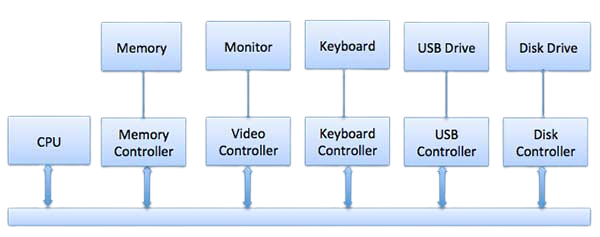 Memory
Monitor
Keyboard
USB Drive
Disk Drive
CPU
Memory
Controller
Video
Controller
Keyboard
Controller
USB
Controller
Disk
Controller